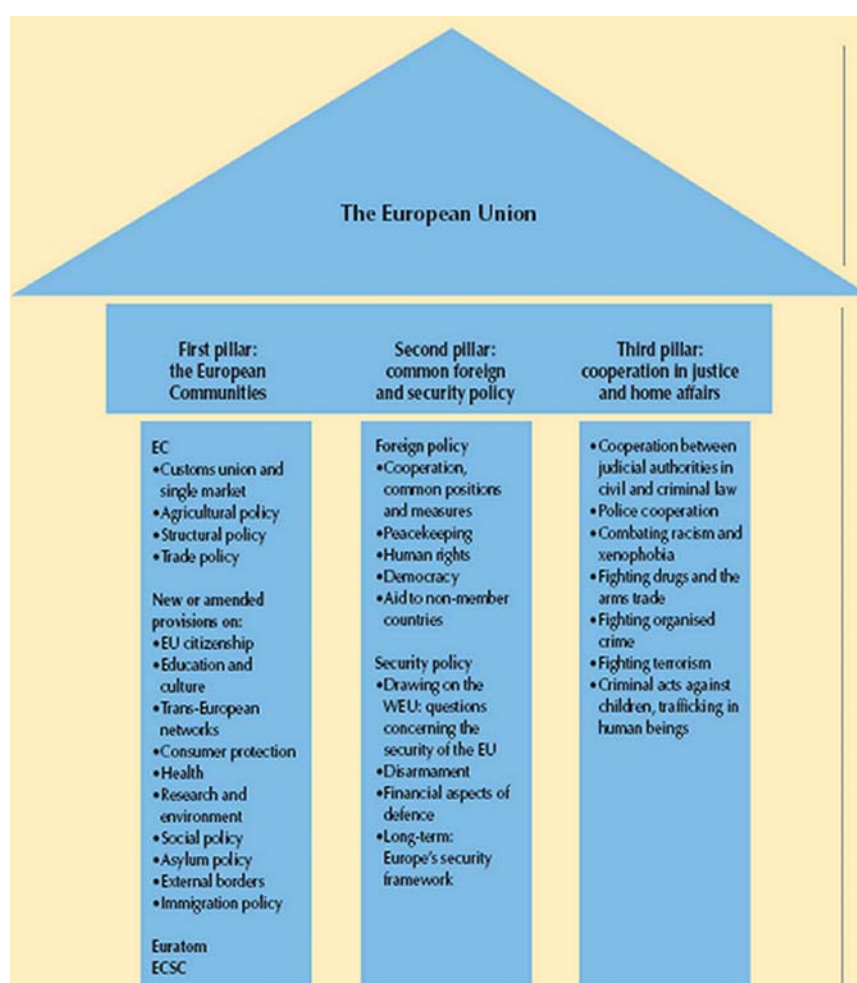 The European Union
First pillar:
the European
Communities
Second pillar:
common foreign
and security policy
Third pillar:
cooperation in justice
and home affairs
EC
•Customs union and
single market
•Agricultural policy
•Structural policy
•Trade policy
New or amended
provisions on:
•EU citizenship
•Education and
culture
•Trans-European
networks
•Consumer protection
•Health
•Research and
environment
•Social policy
•Asylum policy
•External borders
•Immigration policy
Euratom
ECSC
Foreign policy
•Cooperation,
common positions
and measures
•Peacekeeping
•Human rights
•Democracy
•Aid to non-member
countries
Security policy
•Drawing on the
WEU: questions
concerning the
security of the EU
•Disarmament
•Financial aspects of
defence
•Long-term:
Europe's security
framework
•Cooperation between
judicial authorities in
civil and criminal law
•Police cooperation
•Combating racism and
xenophobia
•Fighting drugs and the
arms trade
•Fighting organised
crime
•Fighting terrorism
•Criminal acts against
children, trafficking in
human beings